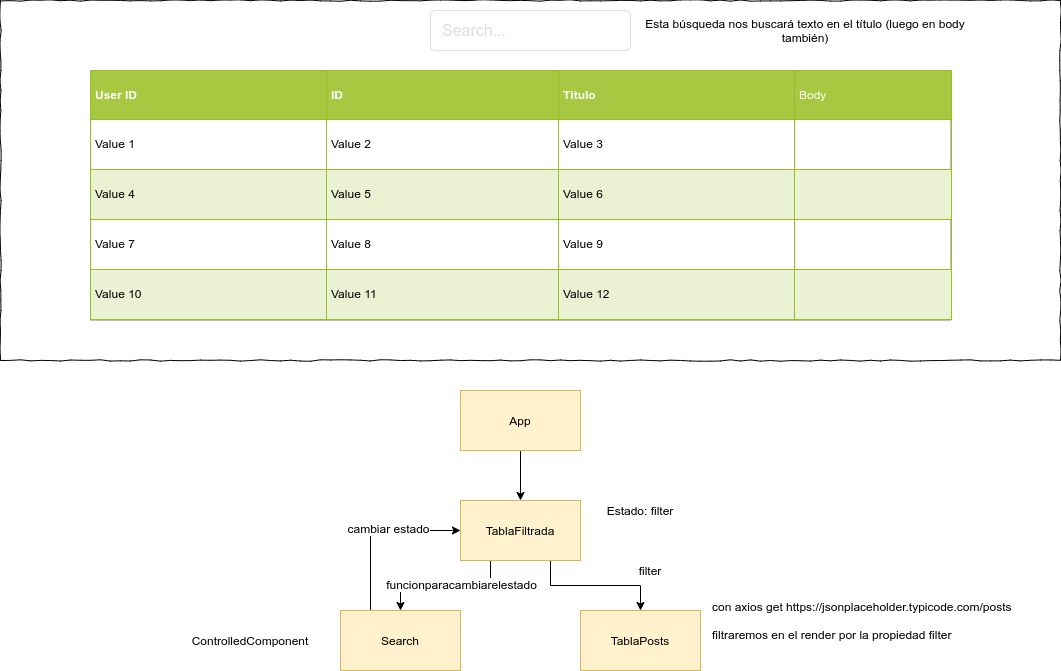 Search...
Esta búsqueda nos buscará texto en el título (luego en body
también)
User ID ID Título Body
Value 1 Value 2 Value 3
Value 4 Value 5 Value 6
Value 7 Value 8 Value 9
Value 10 Value 11 Value 12
App
Estado: filter
cambiar estado
TablaFiltrada
filter
funcionparacambiarelestado
con axios get https://jsonplaceholder.typicode.com/posts
ControlledComponent
Search
TablaPosts
filtraremos en el render por la propiedad filter